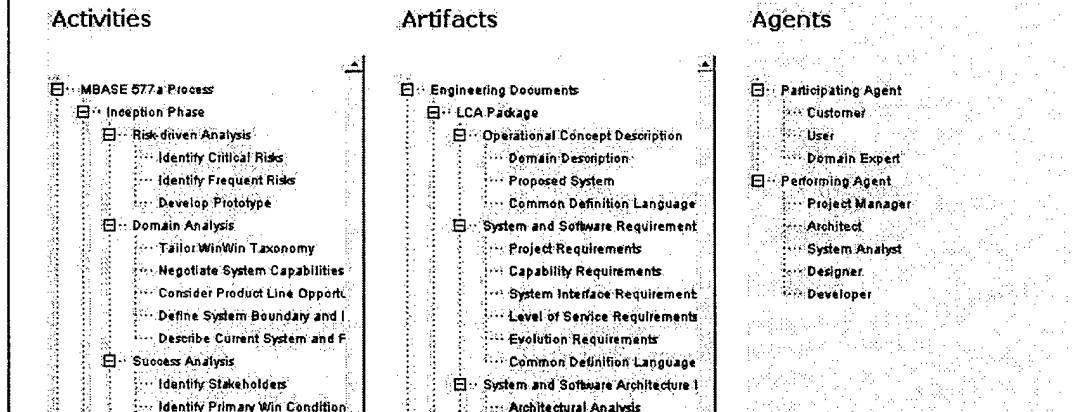 Activities
MBASE 577a Process
Inception Phase
Risk-driven Analysis
Identify Critical Risks
Identify Frequent Risks
Develop Prototype
Domain Analysis
Tailor WinWin Taxonomy
Negotiate System Capabilities
Consider Product Line Opportu
Define System Boundary and I
Describe Current System and F
Success Analysis
Identify Stakeholders
Identify Primary Win Condition
Artifacts
Engineering Documents
LCA Package
Operational Concept Description
Domain Description
Proposed System
Common Definition Language
System and Software Requirement
Project Requirements
Capability Requirements
System Interface Requirement
Level of Service Requirements
Evolution Requirements
Common Definition Language
System and Software Architecture I
Architectural Analysis
Agents
Participating Agent
Customer
User
Domain Expert
Performing Agent
Project Manager
Architect
System Analyst
Designer
Developer